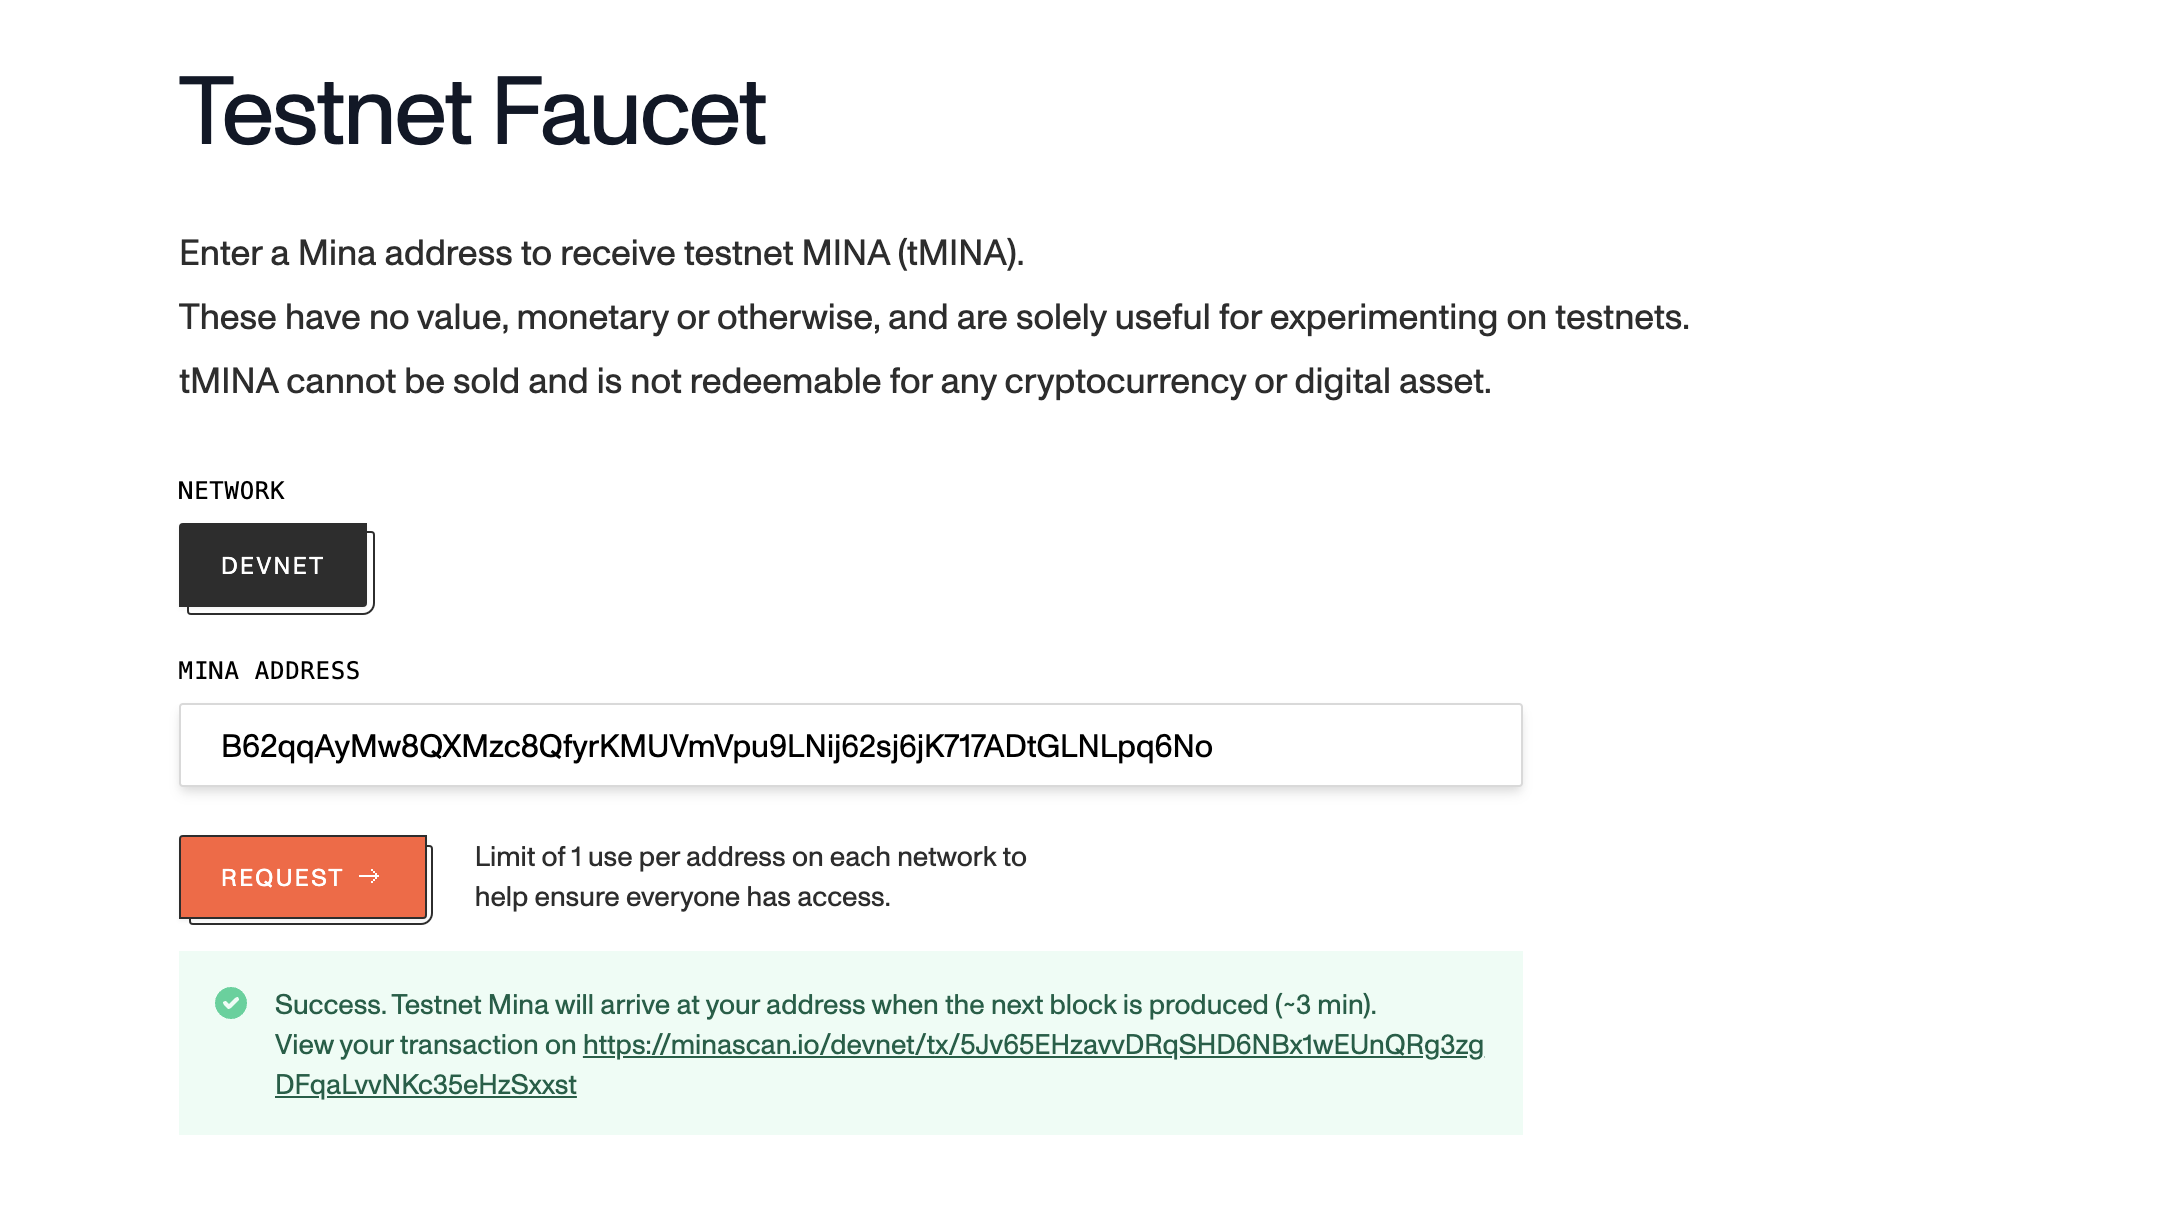 Testnet Faucet
Enter a Mina address to receive testnet MINA (tMINA).
These have no value, monetary or otherwise, and are solely useful for experimenting on testnets.
tMINA cannot be sold and is not redeemable for any cryptocurrency or digital asset.
NETWORK
DEVNET
MINA ADDRESS
B62qqAyMw8QXMzc8QfyrKMUVmVpu9LNij62sj6jK717ADtGLNLpq6No
REQUEST →
Limit of 1 use per address on each network to
help ensure everyone has access.
Success. Testnet Mina will arrive at your address when the next block is produced (~3 min).
View your transaction on https://minascan.io/devnet/tx/5Jv65EHzavvDRqSHD6NBx1wEUnQRg3zg
DFqaLvvNKc35eHzSxxst